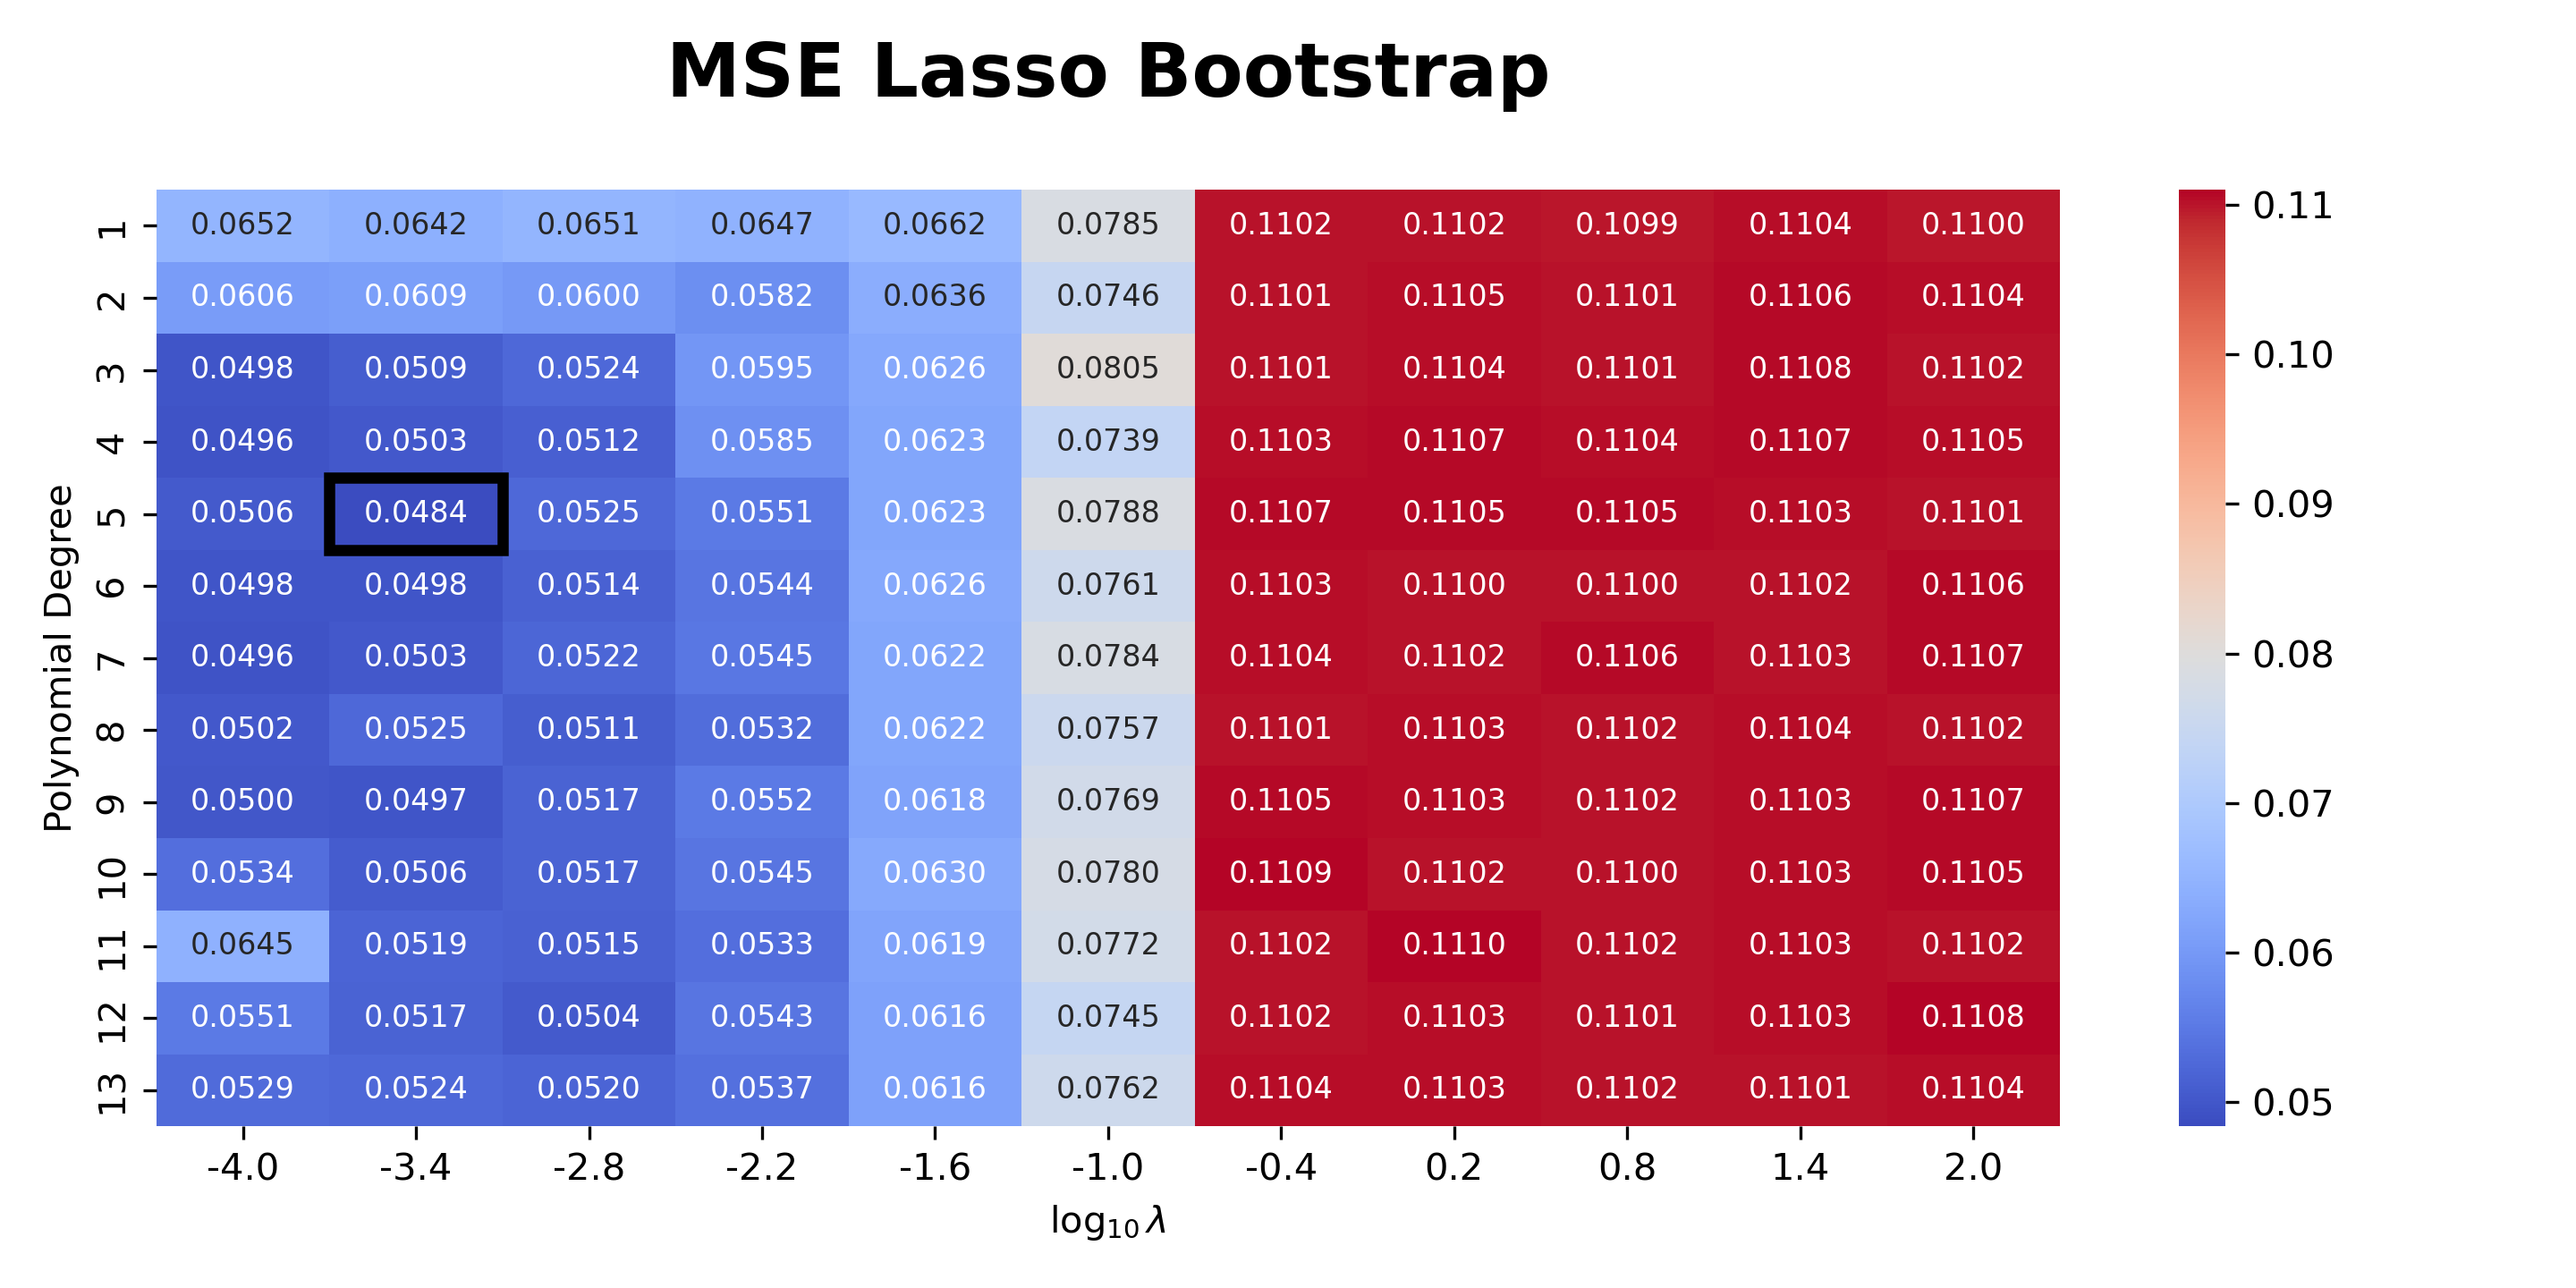 MSE Lasso Bootstrap
1 0.0652 0.0642 0.0651 0.0647 0.0662 0.0785 0.1102 0.1102 0.1099 0.1104 0.1100
2 0.0606 0.0609 0.0600 0.0582 0.0636 0.0746 0.1101 0.1105 0.1101 0.1106 0.1104
3 0.0498 0.0509 0.0524 0.0595 0.0626 0.0805 0.1101 0.1104 0.1101 0.1108 0.1102
4 0.0496 0.0503 0.0512 0.0585 0.0623 0.0739 0.1103 0.1107 0.1104 0.1107 0.1105
5 0.0506 0.0484 0.0525 0.0551 0.0623 0.0788 0.1107 0.1105 0.1105 0.1103 0.1101
6 0.0498 0.0498 0.0514 0.0544 0.0626 0.0761 0.1103 0.1100 0.1100 0.1102 0.1106
7 0.0496 0.0503 0.0522 0.0545 0.0622 0.0784 0.1104 0.1102 0.1106 0.1103 0.1107
8 0.0502 0.0525 0.0511 0.0532 0.0622 0.0757 0.1101 0.1103 0.1102 0.1104 0.1102
9 0.0500 0.0497 0.0517 0.0552 0.0618 0.0769 0.1105 0.1103 0.1102 0.1103 0.1107
10 0.0534 0.0506 0.0517 0.0545 0.0630 0.0780 0.1109 0.1102 0.1100 0.1103 0.1105
11 0.0645 0.0519 0.0515 0.0533 0.0619 0.0772 0.1102 0.1110 0.1102 0.1103 0.1102
12 0.0551 0.0517 0.0504 0.0543 0.0616 0.0745 0.1102 0.1103 0.1101 0.1103 0.1108
13 0.0529 0.0524 0.0520 0.0537 0.0616 0.0762 0.1104 0.1103 0.1102 0.1101 0.1104
Polynomial Degree
-4.0 -3.4 -2.8 -2.2 -1.6 -1.0 -0.4 0.2 0.8 1.4 2.0
log₁₀ λ
0.11
0.10
0.09
0.08
0.07
0.06
0.05